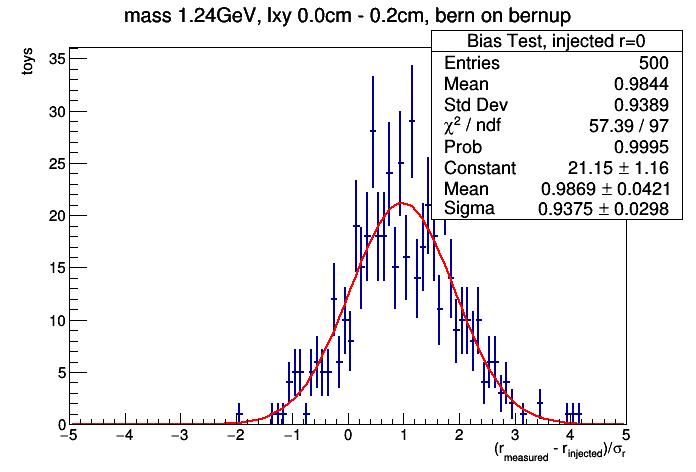 mass 1.24GeV, lxy 0.0cm - 0.2cm, bern on bernup
Bias Test, injected r=0
Entries 500
Mean 0.9844
Std Dev 0.9389
χ² / ndf 57.39 / 97
Prob 0.9995
Constant 21.15 ± 1.16
Mean 0.9869 ± 0.0421
Sigma 0.9375 ± 0.0298
toys
35
30
25
20
15
10
5
0
−5 −4 −3 −2 −1 0 1 2 3 4 5
(r_measured - r_injected)/σ_r